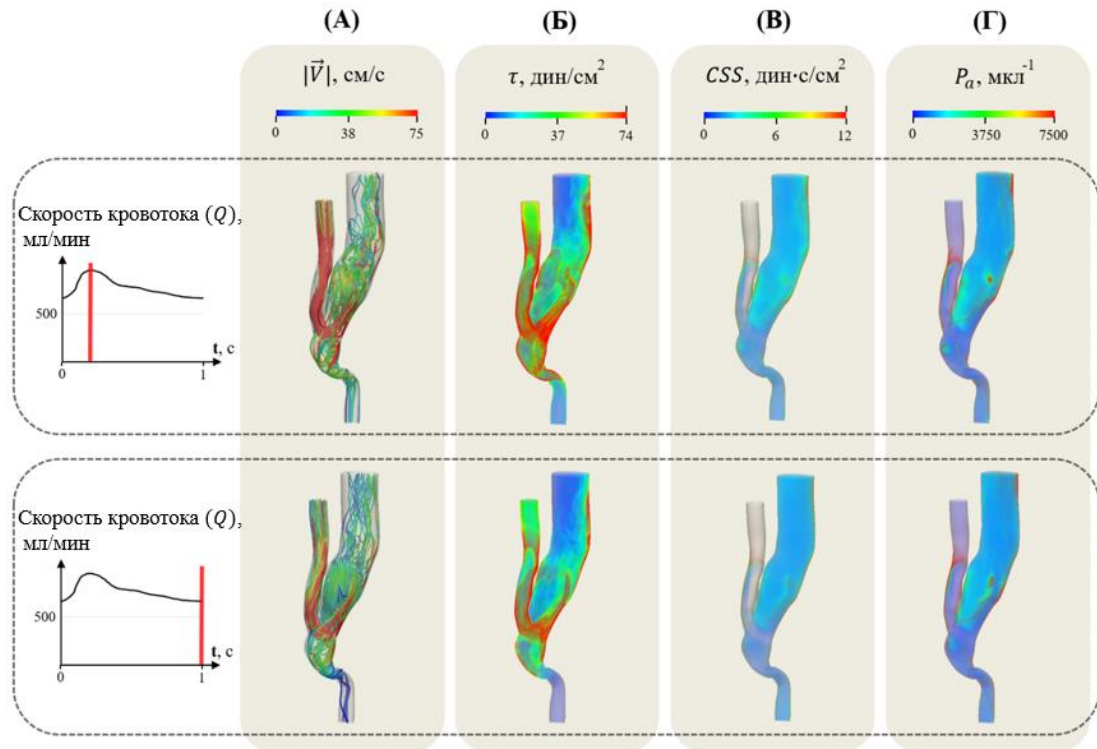 (А) (Б) (В) (Г)
|V⃗|, см/с τ, дин/см² CSS, дин·с/см² Pₐ, мкл⁻¹
0 38 75 0 37 74 0 6 12 0 3750 7500
Скорость кровотока (Q),
мл/мин
500
t, с
0 1
Скорость кровотока (Q),
мл/мин
500
t, с
0 1